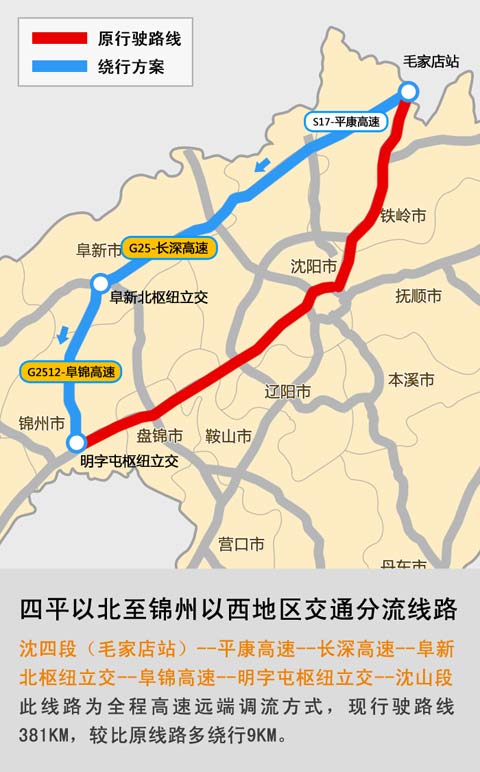 原行驶路线
绕行方案
毛家店站
S17-平康高速
铁岭市
阜新市
G25-长深高速
沈阳市
阜新北枢纽立交
抚顺市
G2512-阜锦高速
本溪市
辽阳市
锦州市
盘锦市
鞍山市
明字屯枢纽立交
营口市
丹东市
四平以北至锦州以西地区交通分流线路
沈四段（毛家店站）--平康高速--长深高速--阜新
北枢纽立交--阜锦高速--明字屯枢纽立交--沈山段
此线路为全程高速远端调流方式，现行驶路线
381KM，较比原线路多绕行9KM。